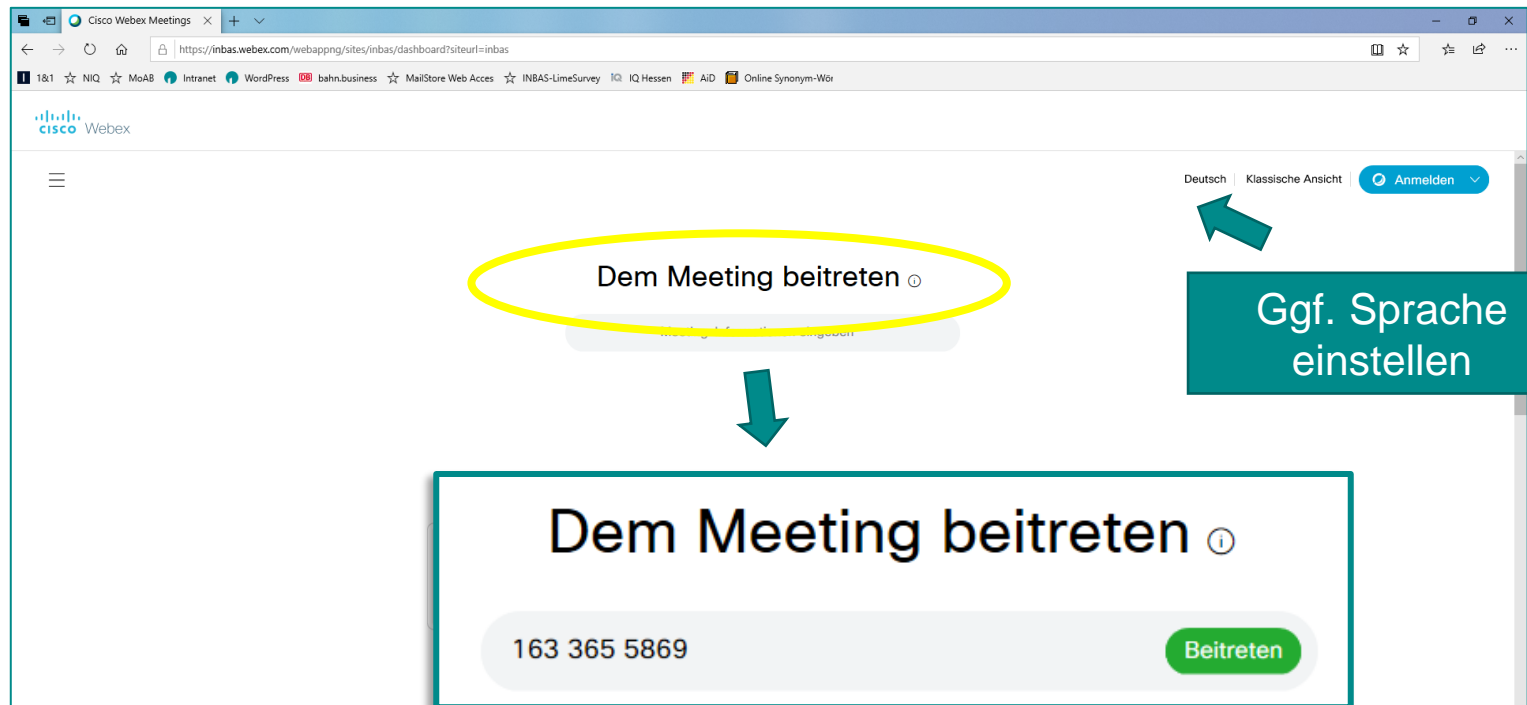 Cisco Webex Meetings
https://inbas.webex.com/webappng/sites/inbas/dashboard?siteurl=inbas
1&1 NIQ MoAB Intranet WordPress DB bahn.business MailStore Web Acces INBAS-LimeSurvey IQ IQ Hessen AiD Online Synonym-Wör
CISCO Webex
Deutsch Klassische Ansicht Anmelden
Dem Meeting beitreten
Ggf. Sprache
einstellen
Dem Meeting beitreten
163 365 5869 Beitreten